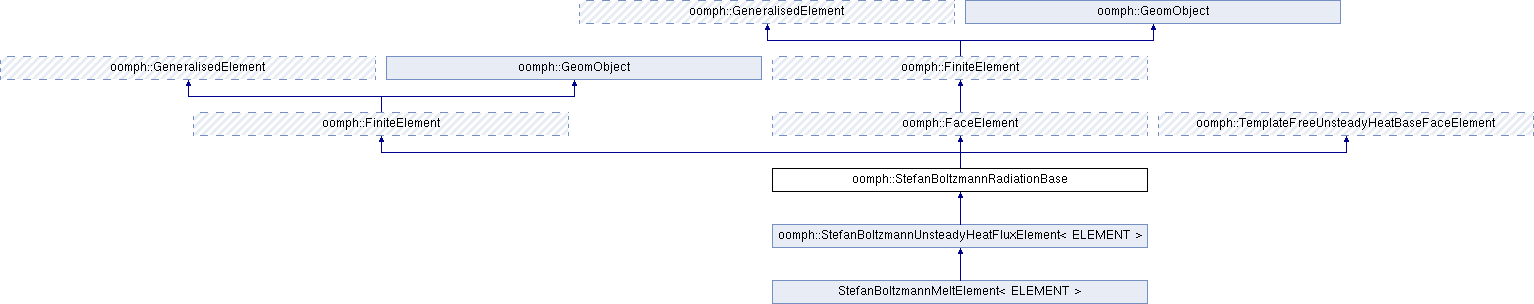 oomph::GeneralisedElement
oomph::GeomObject
oomph::GeneralisedElement
oomph::GeomObject
oomph::FiniteElement
oomph::FiniteElement
oomph::FaceElement
oomph::TemplateFreeUnsteadyHeatBaseFaceElement
oomph::StefanBoltzmannRadiationBase
oomph::StefanBoltzmannUnsteadyHeatFluxElement< ELEMENT >
StefanBoltzmannMeltElement< ELEMENT >